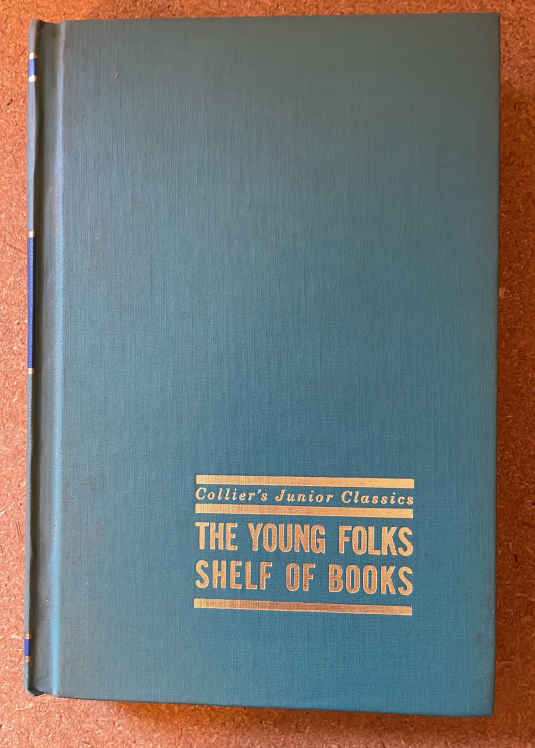 Collier's Junior Classics
THE YOUNG FOLKS
SHELF OF BOOKS